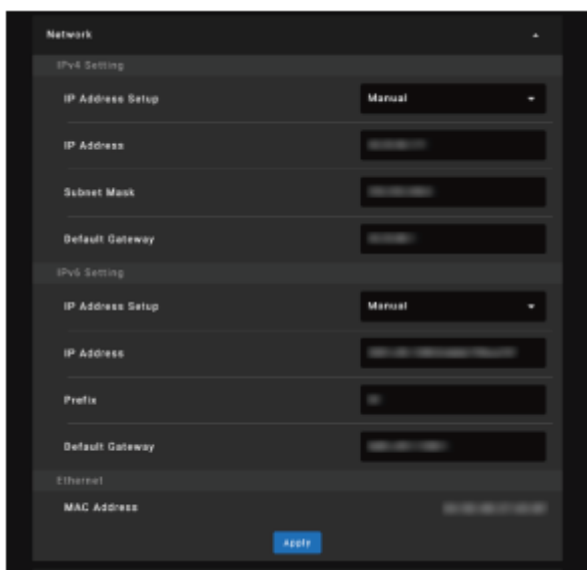 Network
IPv4 Setting
IP Address Setup Manual
IP Address
Subnet Mask
Default Gateway
IPv6 Setting
IP Address Setup Manual
IP Address
Prefix
Default Gateway
Ethernet
MAC Address
Apply